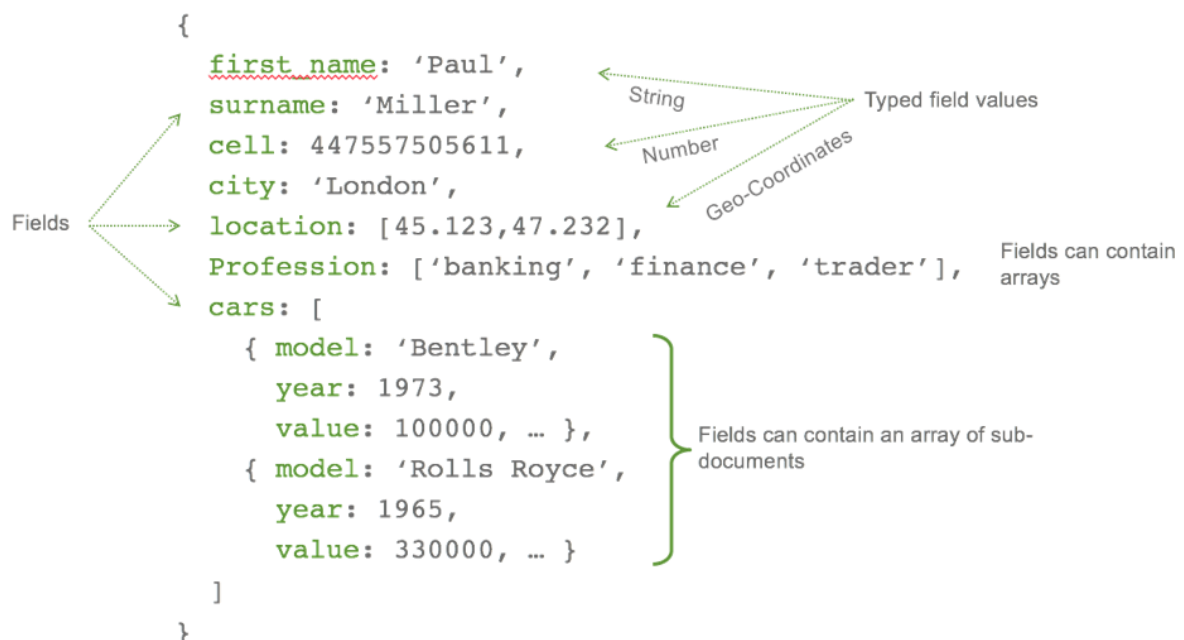 {
first_name: ‘Paul’,
surname: ‘Miller’,
cell: 447557505611,
city: ‘London’,
location: [45.123,47.232],
Profession: [‘banking’, ‘finance’, ‘trader’],
cars: [
{ model: ‘Bentley’,
year: 1973,
value: 100000, … },
{ model: ‘Rolls Royce’,
year: 1965,
value: 330000, … }
]
}
Fields
String
Number
Geo-Coordinates
Typed field values
Fields can contain
arrays
Fields can contain an array of sub-
documents